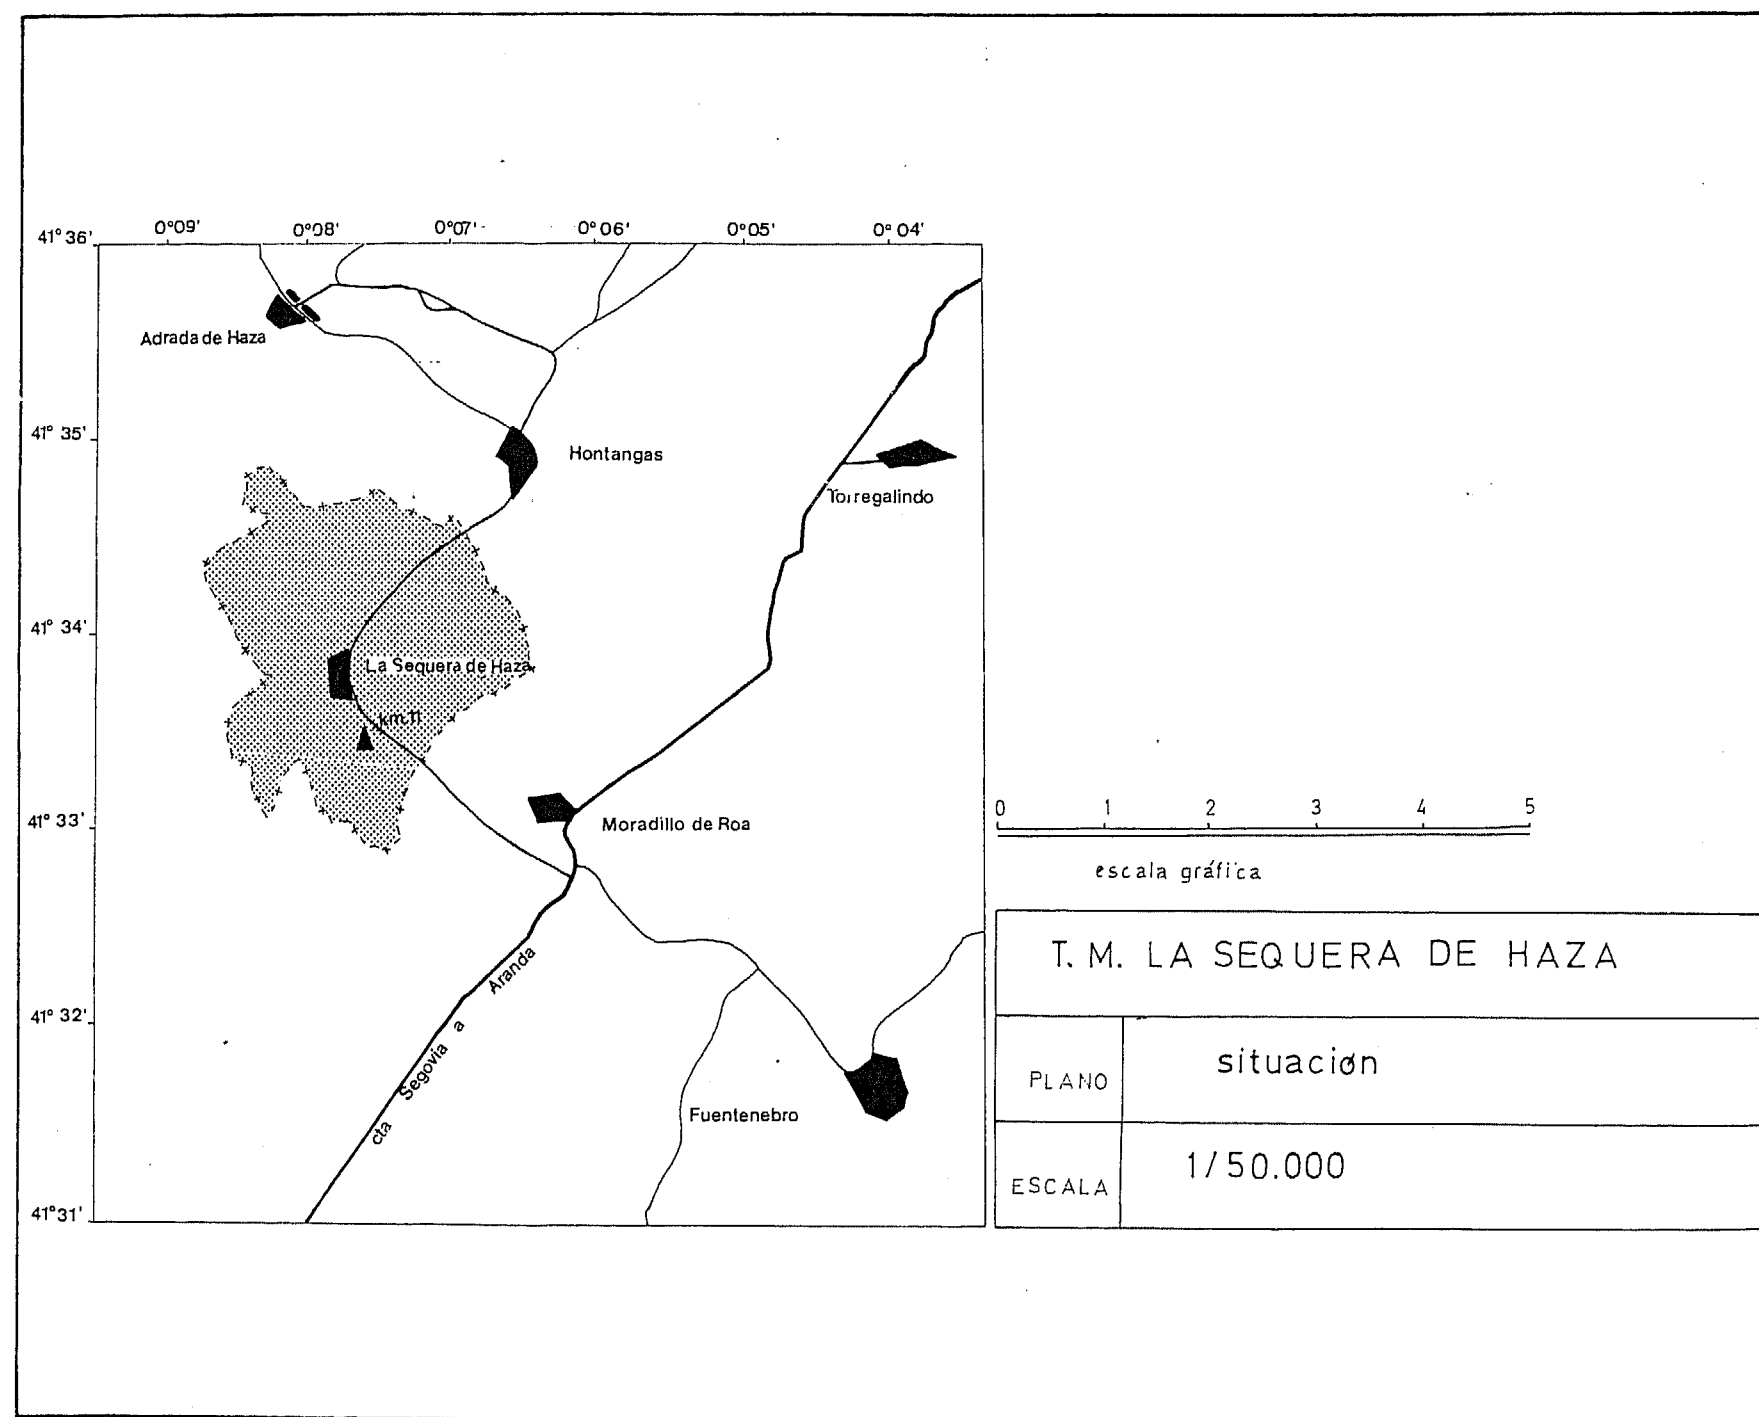 0°09' 0°08' 0°07' 0°06' 0°05' 0°04'
41°36'
Adrada de Haza
41° 35'
Hontangas
Torregalindo
41° 34'
La Sequera de Haza
km.11
41° 33'
Moradillo de Roa
0 1 2 3 4 5
escala gráfica
T. M. LA SEQUERA DE HAZA
41° 32'
cta Segovia a Aranda
PLANO situación
Fuentenebro
ESCALA 1/50.000
41°31'